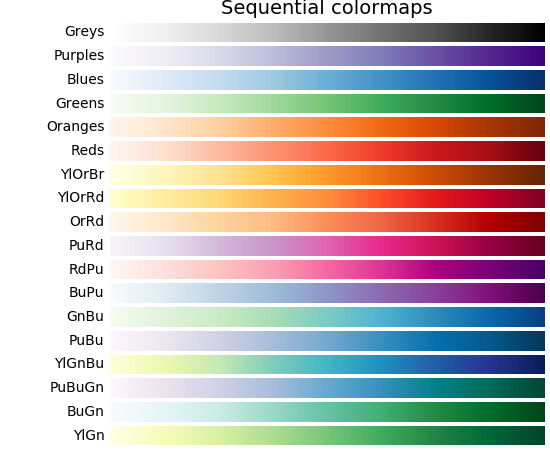 Sequential colormaps
Greys
Purples
Blues
Greens
Oranges
Reds
YlOrBr
YlOrRd
OrRd
PuRd
RdPu
BuPu
GnBu
PuBu
YlGnBu
PuBuGn
BuGn
YlGn